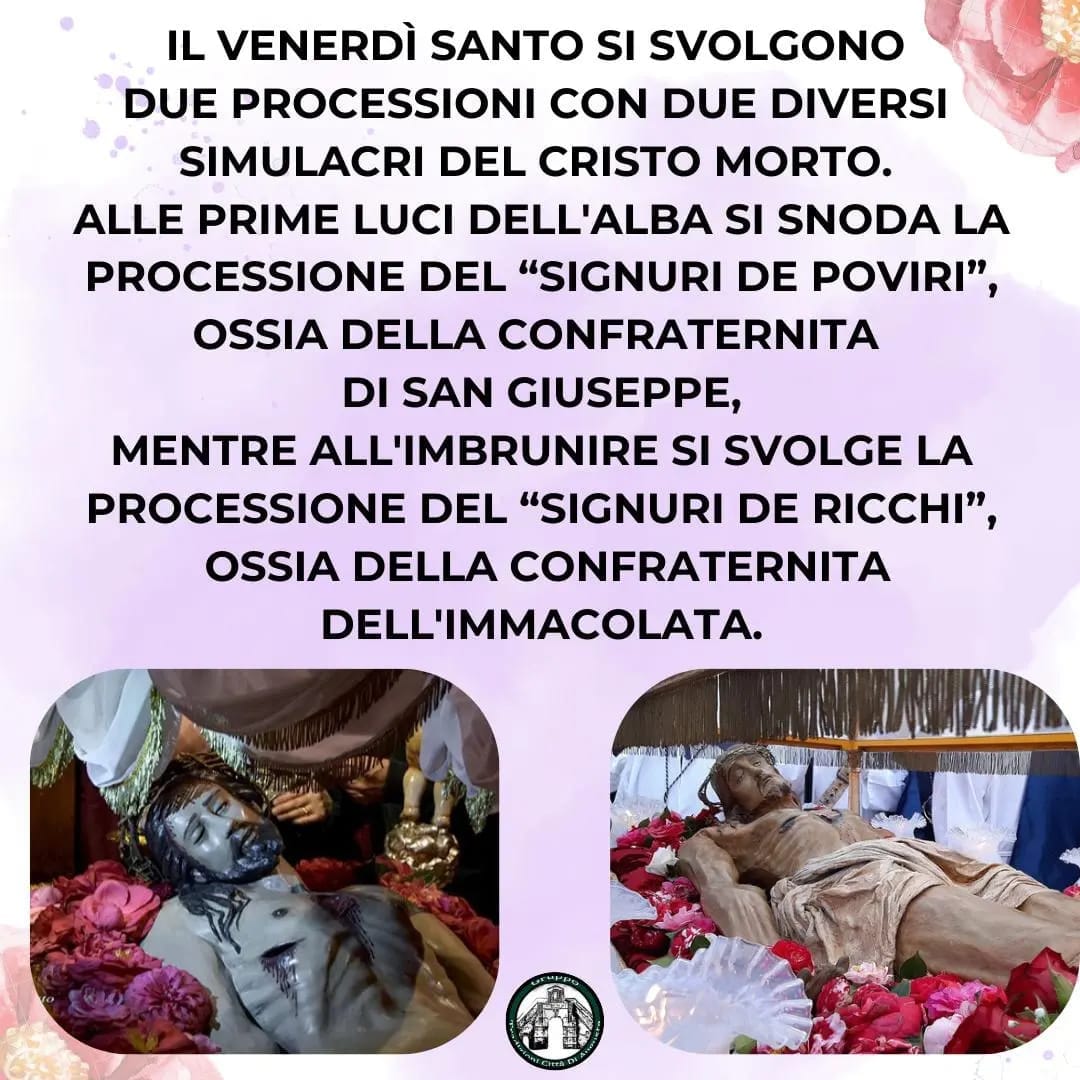 IL VENERDÌ SANTO SI SVOLGONO
DUE PROCESSIONI CON DUE DIVERSI
SIMULACRI DEL CRISTO MORTO.
ALLE PRIME LUCI DELL'ALBA SI SNODA LA
PROCESSIONE DEL “SIGNURI DE POVIRI”,
OSSIA DELLA CONFRATERNITA
DI SAN GIUSEPPE,
MENTRE ALL'IMBRUNIRE SI SVOLGE LA
PROCESSIONE DEL “SIGNURI DE RICCHI”,
OSSIA DELLA CONFRATERNITA
DELL'IMMACOLATA.
Gruppo
Città Di